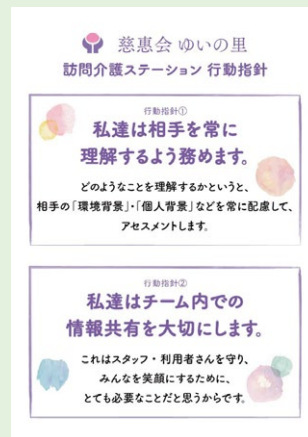 慈恵会 ゆいの里
訪問介護ステーション 行動指針
行動指針①
私達は相手を常に
理解するよう務めます。
どのようなことを理解するかというと、
相手の「環境背景」・「個人背景」などを常に配慮して、
アセスメントします。
行動指針②
私達はチーム内での
情報共有を大切にします。
これはスタッフ・利用者さんを守り、
みんなを笑顔にするために、
とても必要なことだと思うからです。